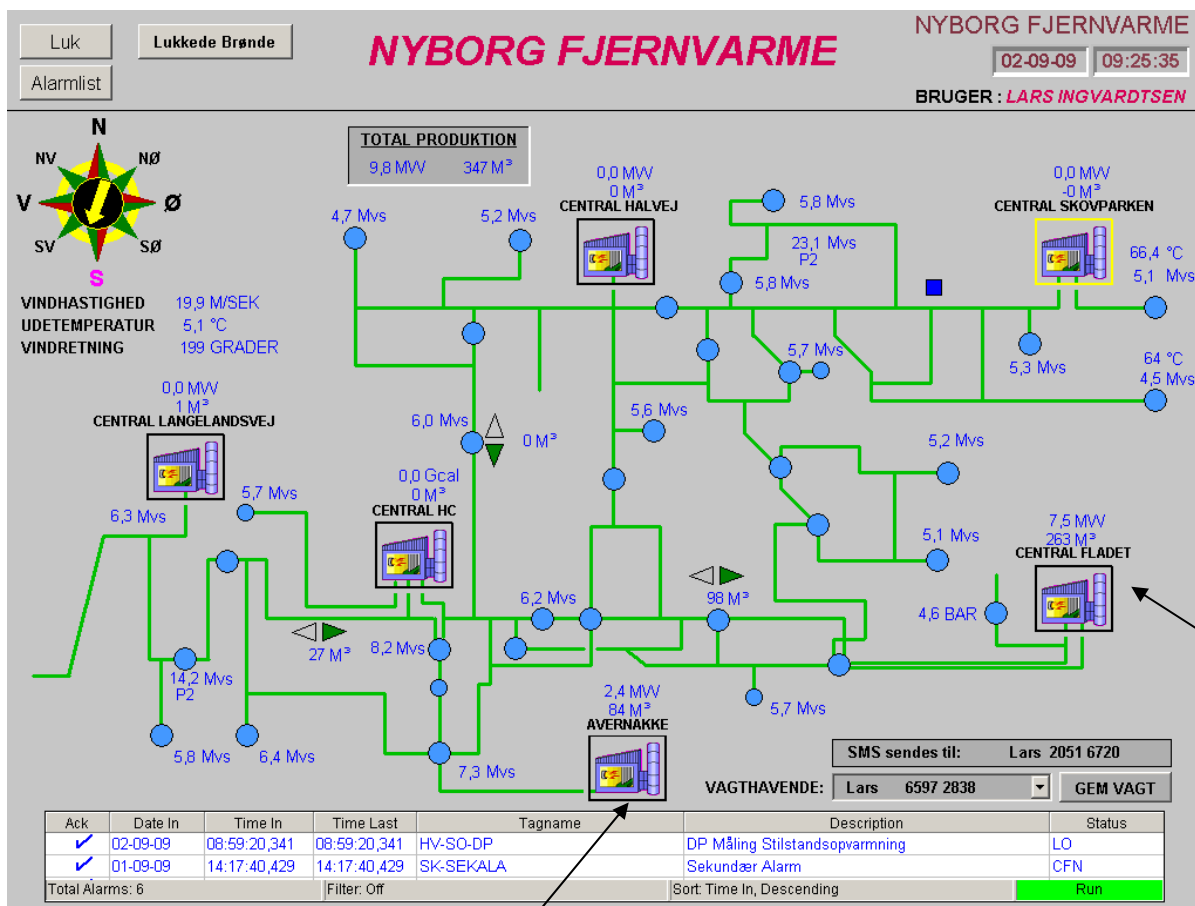 Luk
Lukkede Brønde
Alarmlist
NYBORG FJERNVARME
NYBORG FJERNVARME
02-09-09 09:25:35
BRUGER : LARS INGVARDTSEN
N
NV NØ
V Ø
SV SØ
S
VINDHASTIGHED 19,9 M/SEK
UDETEMPERATUR 5,1 °C
VINDRETNING 199 GRADER
TOTAL PRODUKTION
9,8 MW 347 M³
0,0 MW
0 M³
CENTRAL HALVEJ
0,0 MW
-0 M³
CENTRAL SKOVPARKEN
4,7 Mvs
5,2 Mvs
5,8 Mvs
23,1 Mvs
P2
5,8 Mvs
66,4 °C
5,1 Mvs
5,7 Mvs
5,3 Mvs
64 °C
4,5 Mvs
0,0 MW
1 M³
CENTRAL LANGELANDSVEJ
6,0 Mvs
0 M³
5,6 Mvs
5,2 Mvs
0,0 Gcal
0 M³
CENTRAL HC
5,7 Mvs
6,3 Mvs
5,1 Mvs
7,5 MW
263 M³
CENTRAL FLADET
6,2 Mvs
98 M³
4,6 BAR
27 M³
8,2 Mvs
14,2 Mvs
P2
5,8 Mvs
6,4 Mvs
7,3 Mvs
2,4 MW
84 M³
AVERNAKKE
5,7 Mvs
SMS sendes til: Lars 2051 6720
VAGTHAVENDE: Lars 6597 2838 GEM VAGT
Ack Date In Time In Time Last Tagname Description Status
02-09-09 08:59:20,341 08:59:20,341 HV-SO-DP DP Måling Stilstandsopvarmning LO
01-09-09 14:17:40,429 14:17:40,429 SK-SEKALA Sekundær Alarm CFN
Total Alarms: 6 Filter: Off Sort: Time In, Descending Run